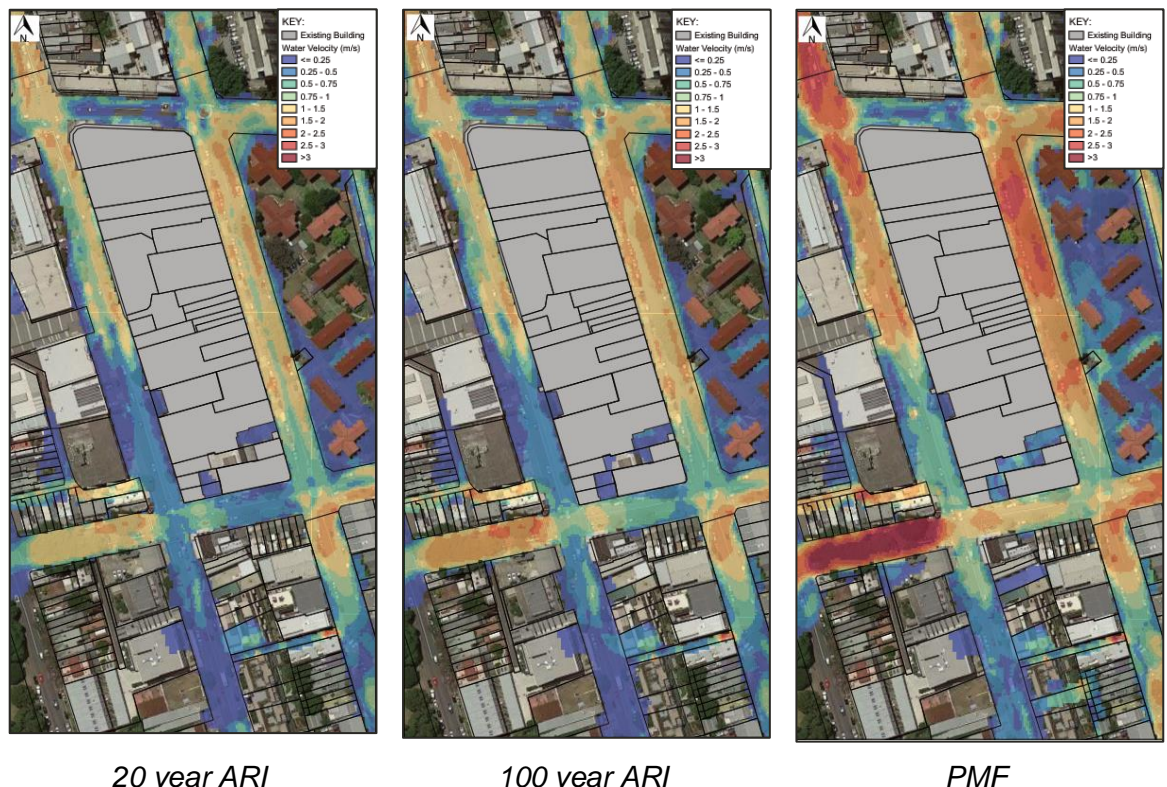 N
KEY:
Existing Building
Water Velocity (m/s)
<= 0.25
0.25 - 0.5
0.5 - 0.75
0.75 - 1
1 - 1.5
1.5 - 2
2 - 2.5
2.5 - 3
>3
N
KEY:
Existing Building
Water Velocity (m/s)
<= 0.25
0.25 - 0.5
0.5 - 0.75
0.75 - 1
1 - 1.5
1.5 - 2
2 - 2.5
2.5 - 3
>3
N
KEY:
Existing Building
Water Velocity (m/s)
<= 0.25
0.25 - 0.5
0.5 - 0.75
0.75 - 1
1 - 1.5
1.5 - 2
2 - 2.5
2.5 - 3
>3
20 year ARI
100 year ARI
PMF